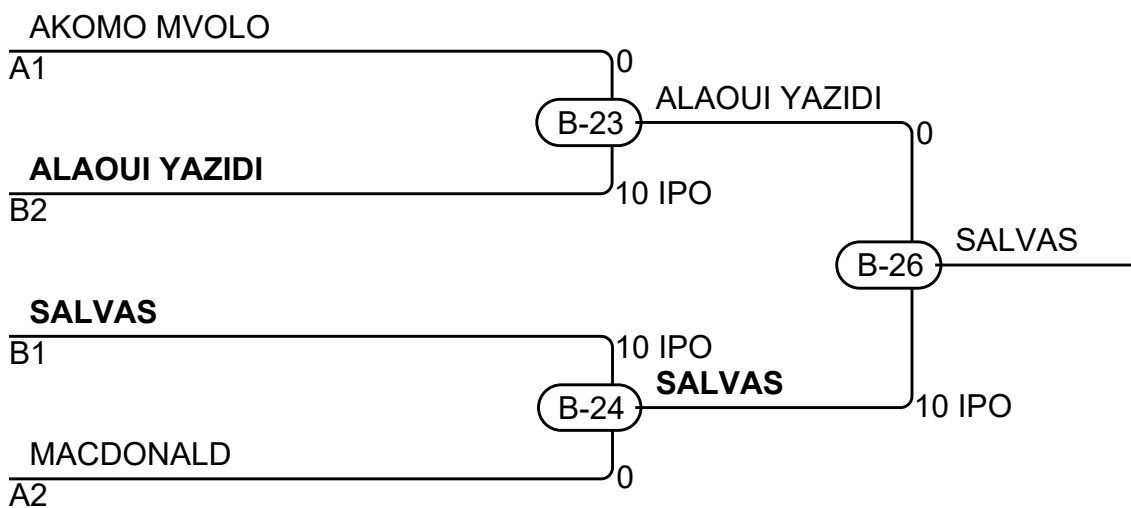 AKOMO MVOLO
A1
0
B-23
ALAOUI YAZIDI
0
ALAOUI YAZIDI
B2
10 IPO
B-26
SALVAS
SALVAS
B1
10 IPO
B-24
SALVAS
10 IPO
MACDONALD
A2
0